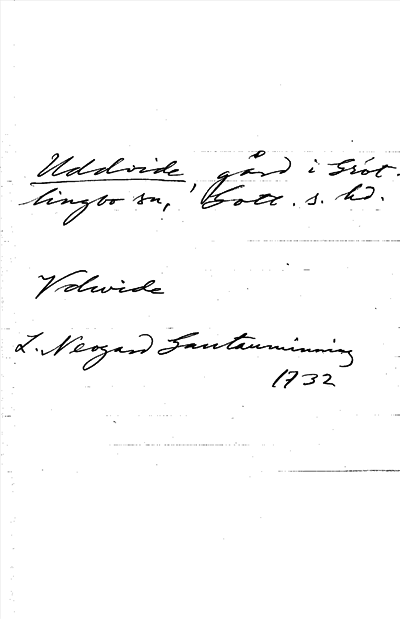 Uddvide, gård i Gröt-
lingbo sn, Gotl. s. hd.
Vdwide
L. Neogard Gautauminning
1732